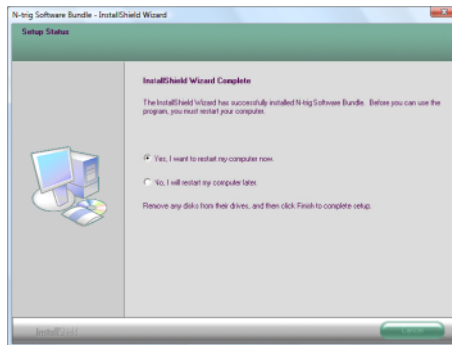 N-trig Software Bundle - InstallShield Wizard
Setup Status
InstallShield Wizard Complete
The InstallShield Wizard has successfully installed N-trig Software Bundle. Before you can use the
program, you must restart your computer.
Yes, I want to restart my computer now.
No, I will restart my computer later.
Remove any disks from their drives, and then click Finish to complete setup.
InstallShield